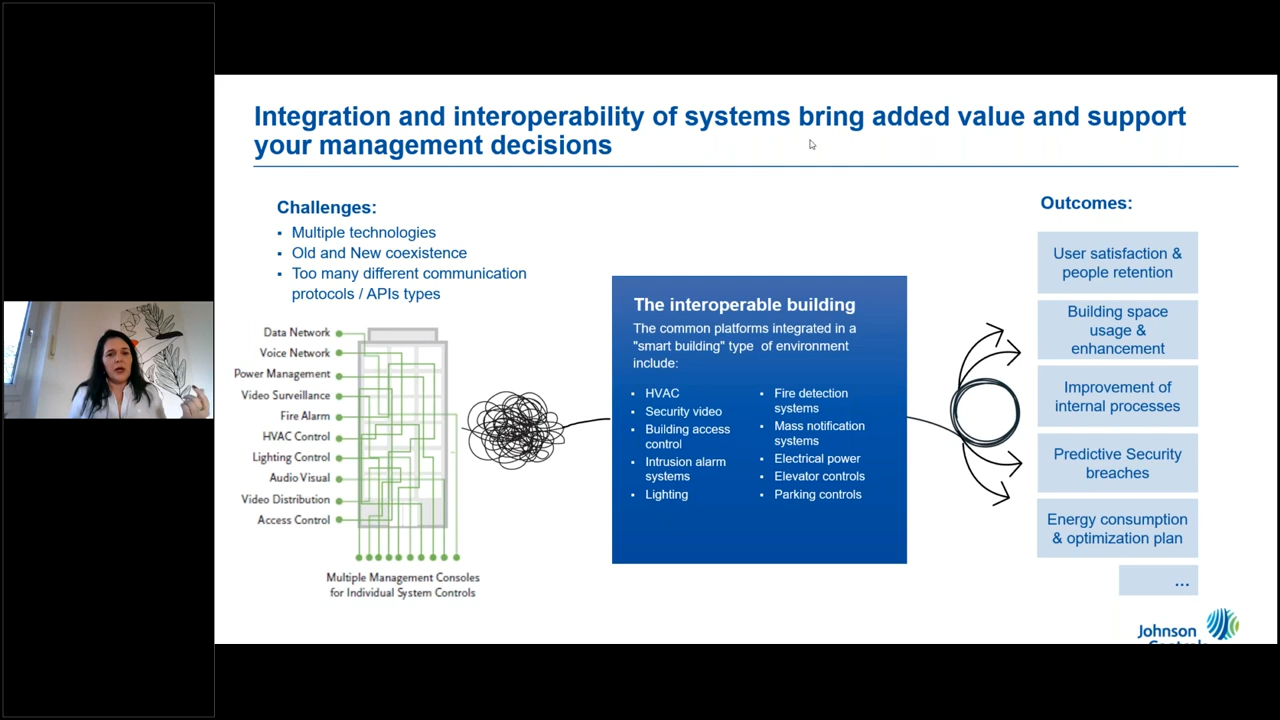 Integration and interoperability of systems bring added value and support
your management decisions
Challenges:
Multiple technologies
Old and New coexistence
Too many different communication
protocols / APIs types
Data Network
Voice Network
Power Management
Video Surveillance
Fire Alarm
HVAC Control
Lighting Control
Audio Visual
Video Distribution
Access Control
Multiple Management Consoles
for Individual System Controls
The interoperable building
The common platforms integrated in a
"smart building" type of environment
include:
HVAC
Security video
Building access
control
Intrusion alarm
systems
Lighting
Fire detection
systems
Mass notification
systems
Electrical power
Elevator controls
Parking controls
Outcomes:
User satisfaction &
people retention
Building space
usage &
enhancement
Improvement of
internal processes
Predictive Security
breaches
Energy consumption
& optimization plan
...
Johnson
Controls